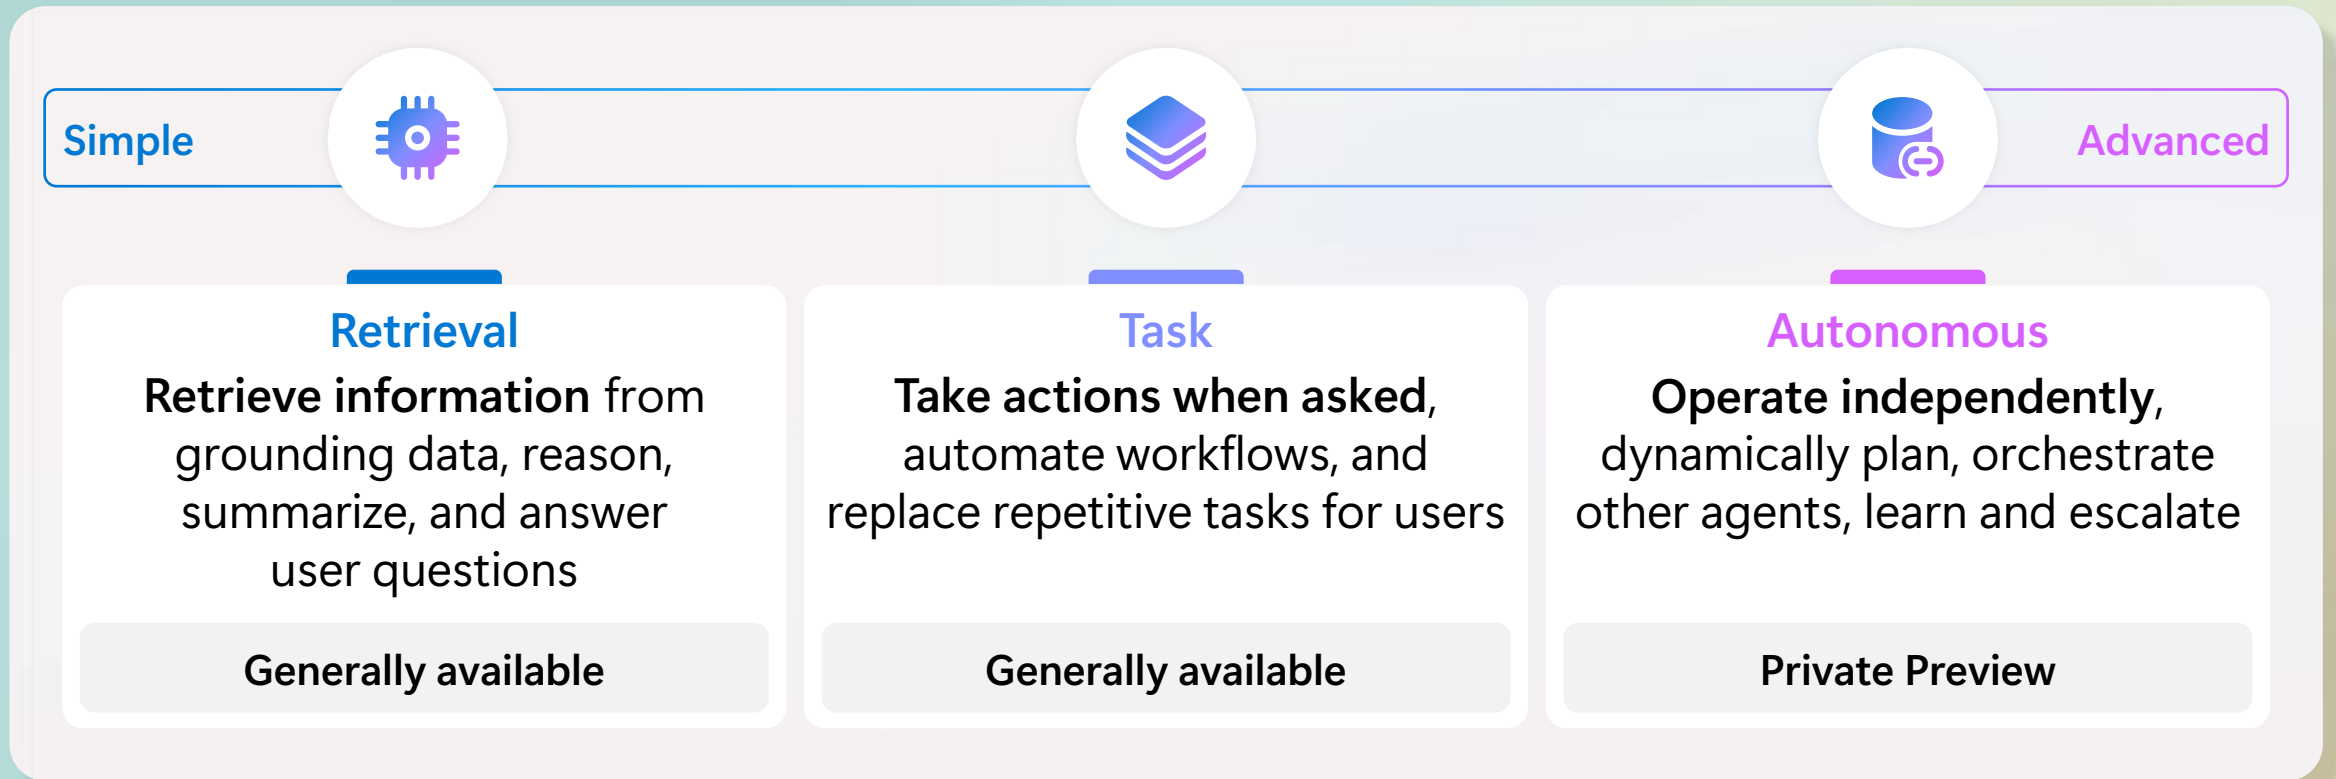 Simple
Advanced
Retrieval
Retrieve information from
grounding data, reason,
summarize, and answer
user questions
Generally available
Task
Take actions when asked,
automate workflows, and
replace repetitive tasks for users
Generally available
Autonomous
Operate independently,
dynamically plan, orchestrate
other agents, learn and escalate
Private Preview